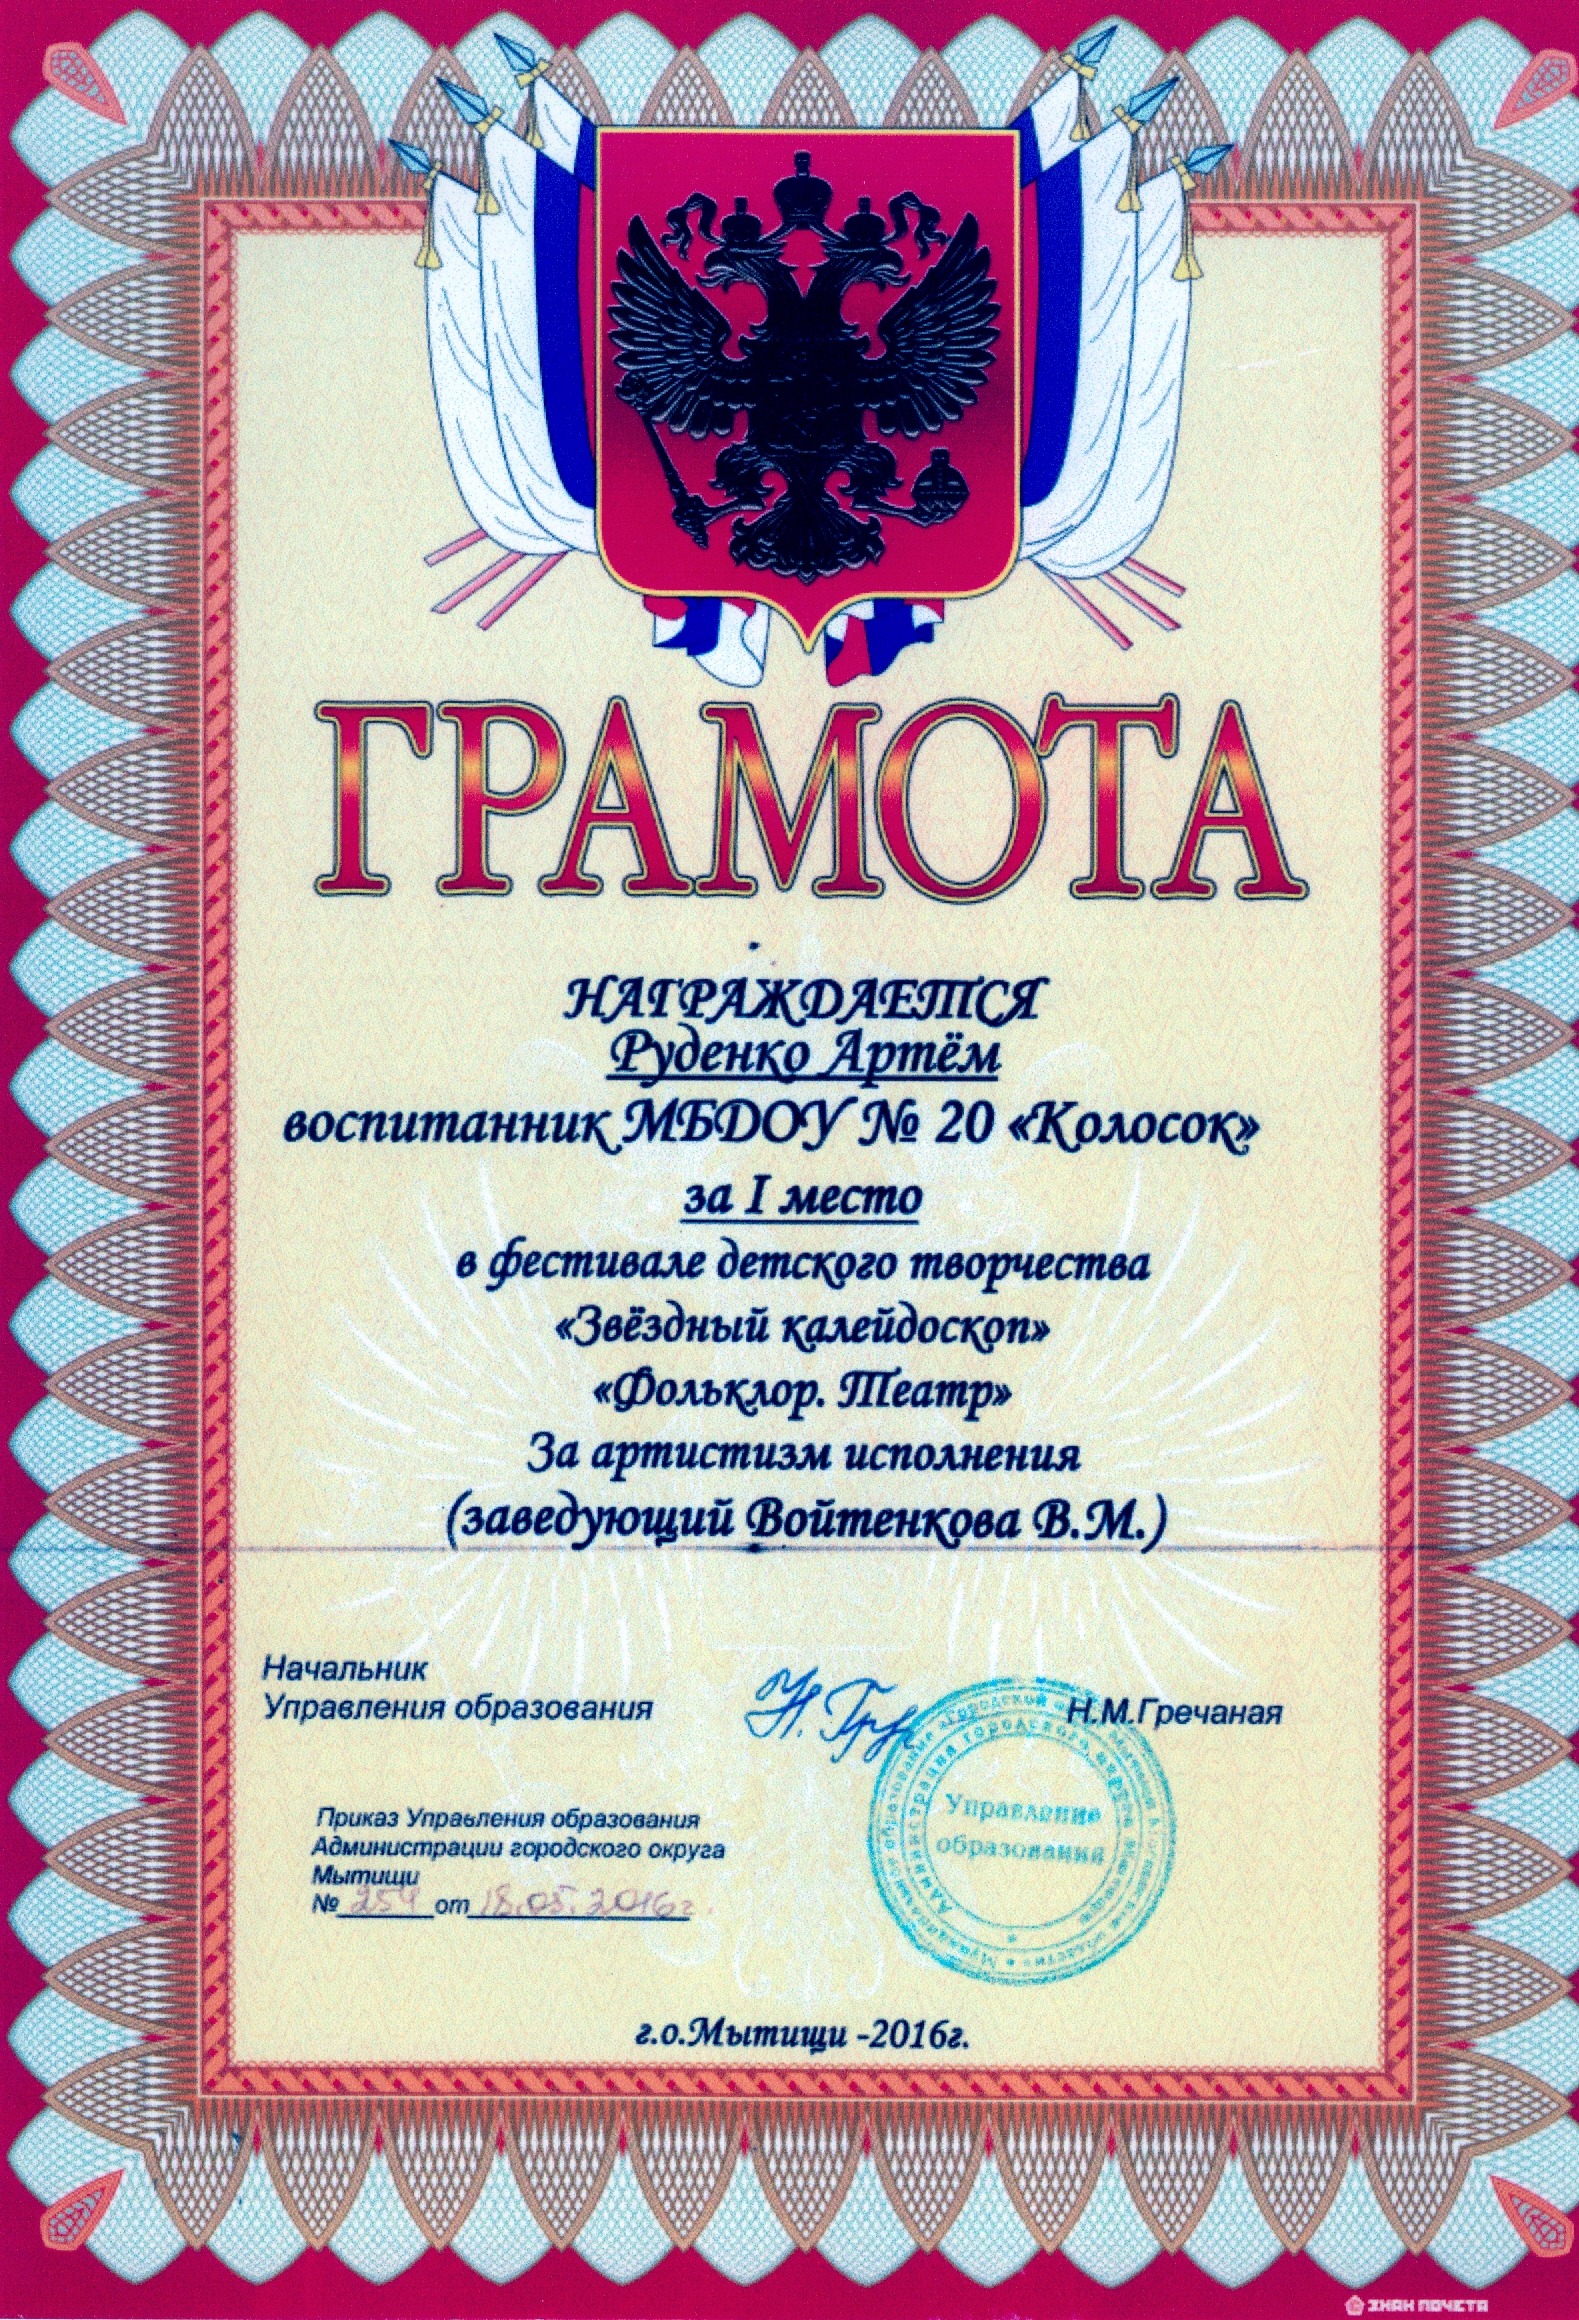 ГРАМОТА
НАГРАЖДАЕТСЯ
Руденко Артём
воспитанник МБДОУ № 20 «Колосок»
за I место
в фестивале детского творчества
«Звёздный калейдоскоп»
«Фольклор. Театр»
За артистизм исполнения
(заведующий Войтенкова В.М.)
Начальник
Управления образования
Н.М.Гречаная
Управление
образования
Приказ Управления образования
Администрации городского округа
Мытищи
№ 254 от 18.05.2016г.
г.о.Мытищи -2016г.
ЗНАК ПОЧЕТА